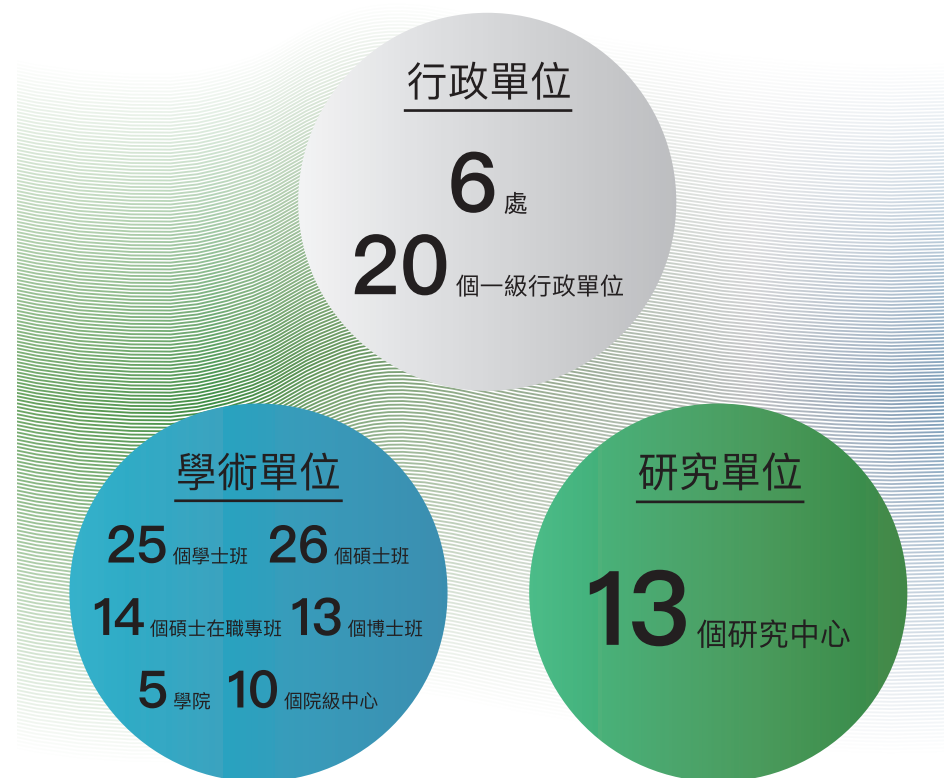 行政單位
6 處
20 個一級行政單位
學術單位
25 個學士班 26 個碩士班
14 個碩士在職專班 13 個博士班
5 學院 10 個院級中心
研究單位
13 個研究中心